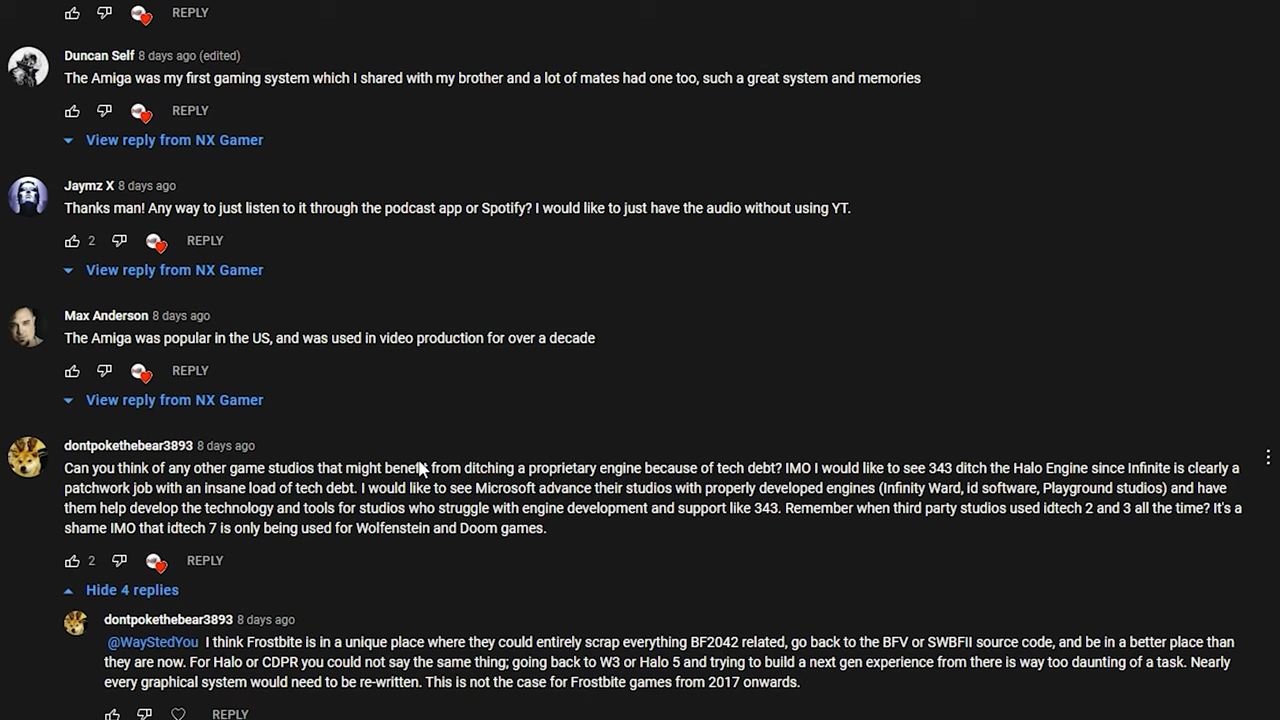 REPLY
Duncan Self 8 days ago (edited)
The Amiga was my first gaming system which I shared with my brother and a lot of mates had one too, such a great system and memories
REPLY
View reply from NX Gamer
Jaymz X 8 days ago
Thanks man! Any way to just listen to it through the podcast app or Spotify? I would like to just have the audio without using YT.
2 REPLY
View reply from NX Gamer
Max Anderson 8 days ago
The Amiga was popular in the US, and was used in video production for over a decade
REPLY
View reply from NX Gamer
dontpokethebear3893 8 days ago
Can you think of any other game studios that might benefit from ditching a proprietary engine because of tech debt? IMO I would like to see 343 ditch the Halo Engine since Infinite is clearly a
patchwork job with an insane load of tech debt. I would like to see Microsoft advance their studios with properly developed engines (Infinity Ward, id software, Playground studios) and have
them help develop the technology and tools for studios who struggle with engine development and support like 343. Remember when third party studios used idtech 2 and 3 all the time? It's a
shame IMO that idtech 7 is only being used for Wolfenstein and Doom games.
2 REPLY
Hide 4 replies
dontpokethebear3893 8 days ago
@WayStedYou I think Frostbite is in a unique place where they could entirely scrap everything BF2042 related, go back to the BFV or SWBFII source code, and be in a better place than
they are now. For Halo or CDPR you could not say the same thing; going back to W3 or Halo 5 and trying to build a next gen experience from there is way too daunting of a task. Nearly
every graphical system would need to be re-written. This is not the case for Frostbite games from 2017 onwards.
REPLY